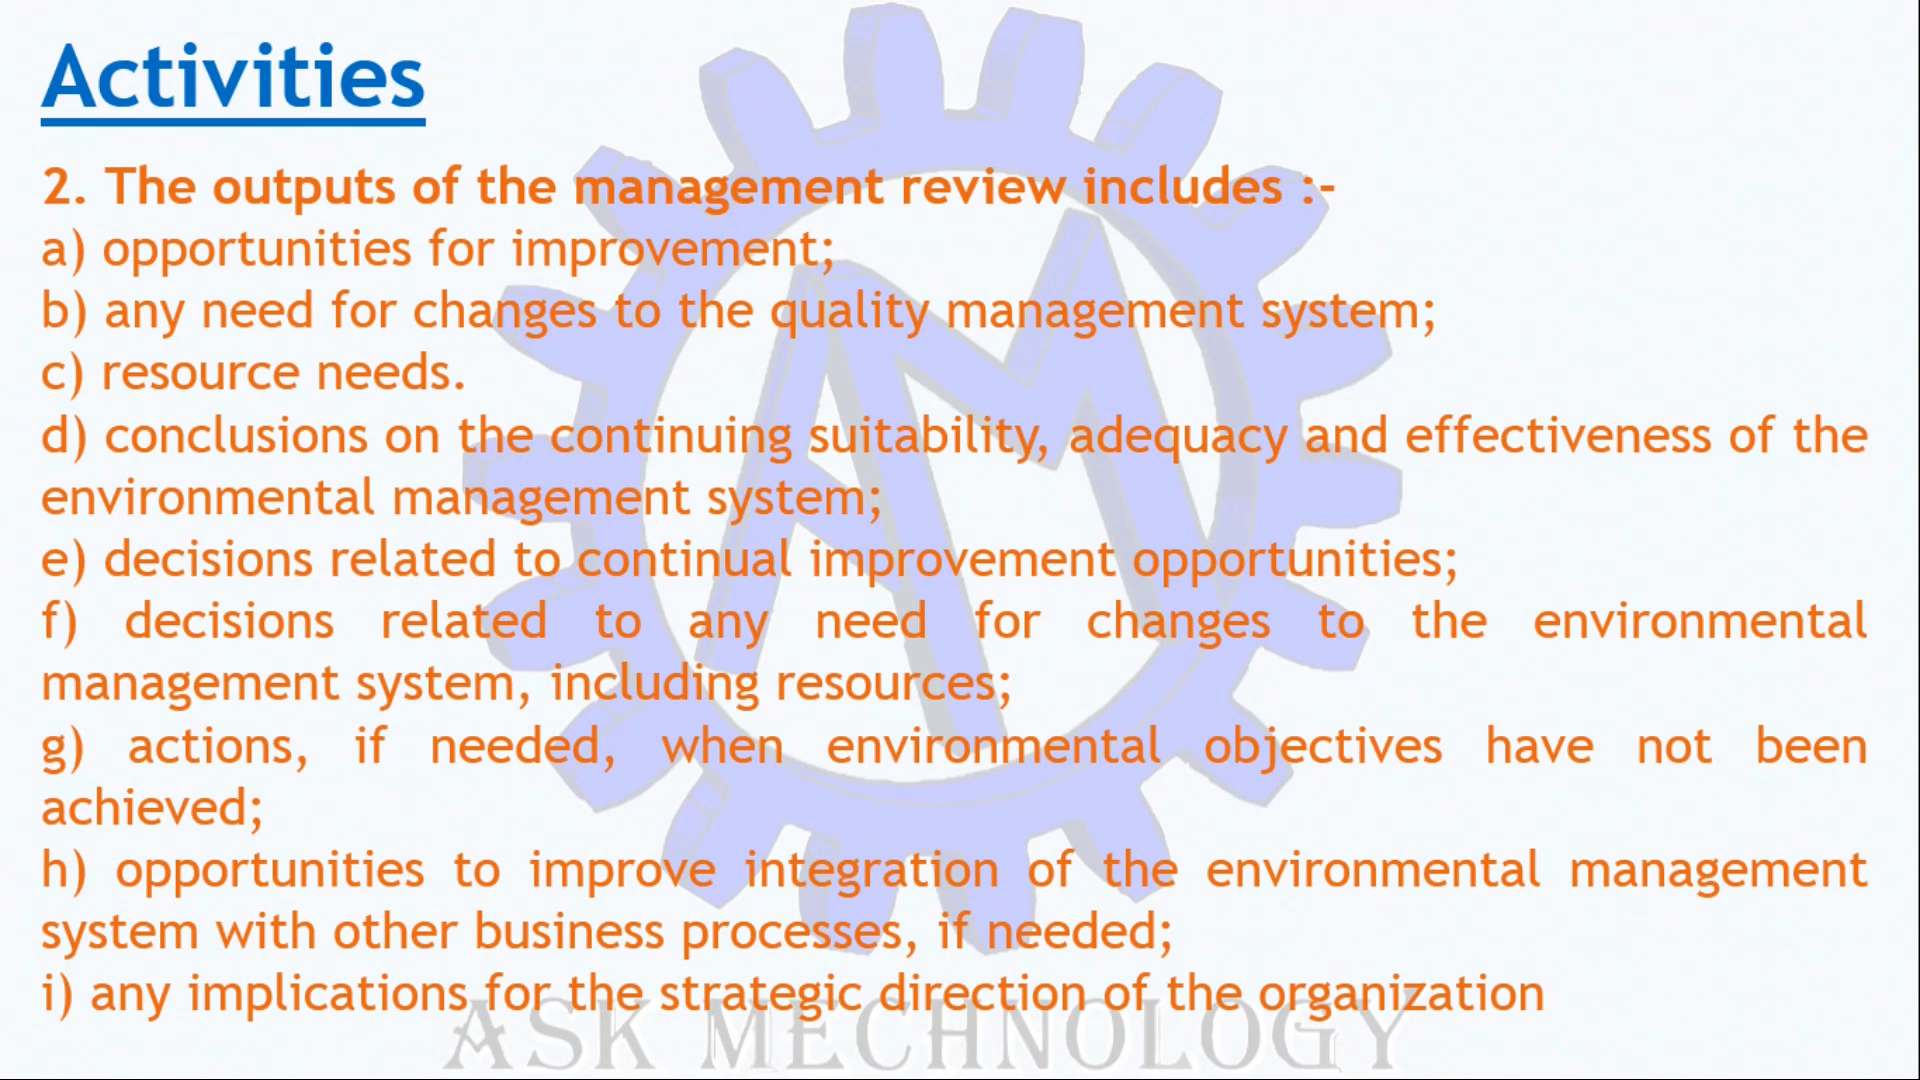 Activities
2. The outputs of the management review includes :-
a) opportunities for improvement;
b) any need for changes to the quality management system;
c) resource needs.
d) conclusions on the continuing suitability, adequacy and effectiveness of the
environmental management system;
e) decisions related to continual improvement opportunities;
f) decisions related to any need for changes to the environmental
management system, including resources;
g) actions, if needed, when environmental objectives have not been
achieved;
h) opportunities to improve integration of the environmental management
system with other business processes, if needed;
i) any implications for the strategic direction of the organization
ASK MECHNOLOGY